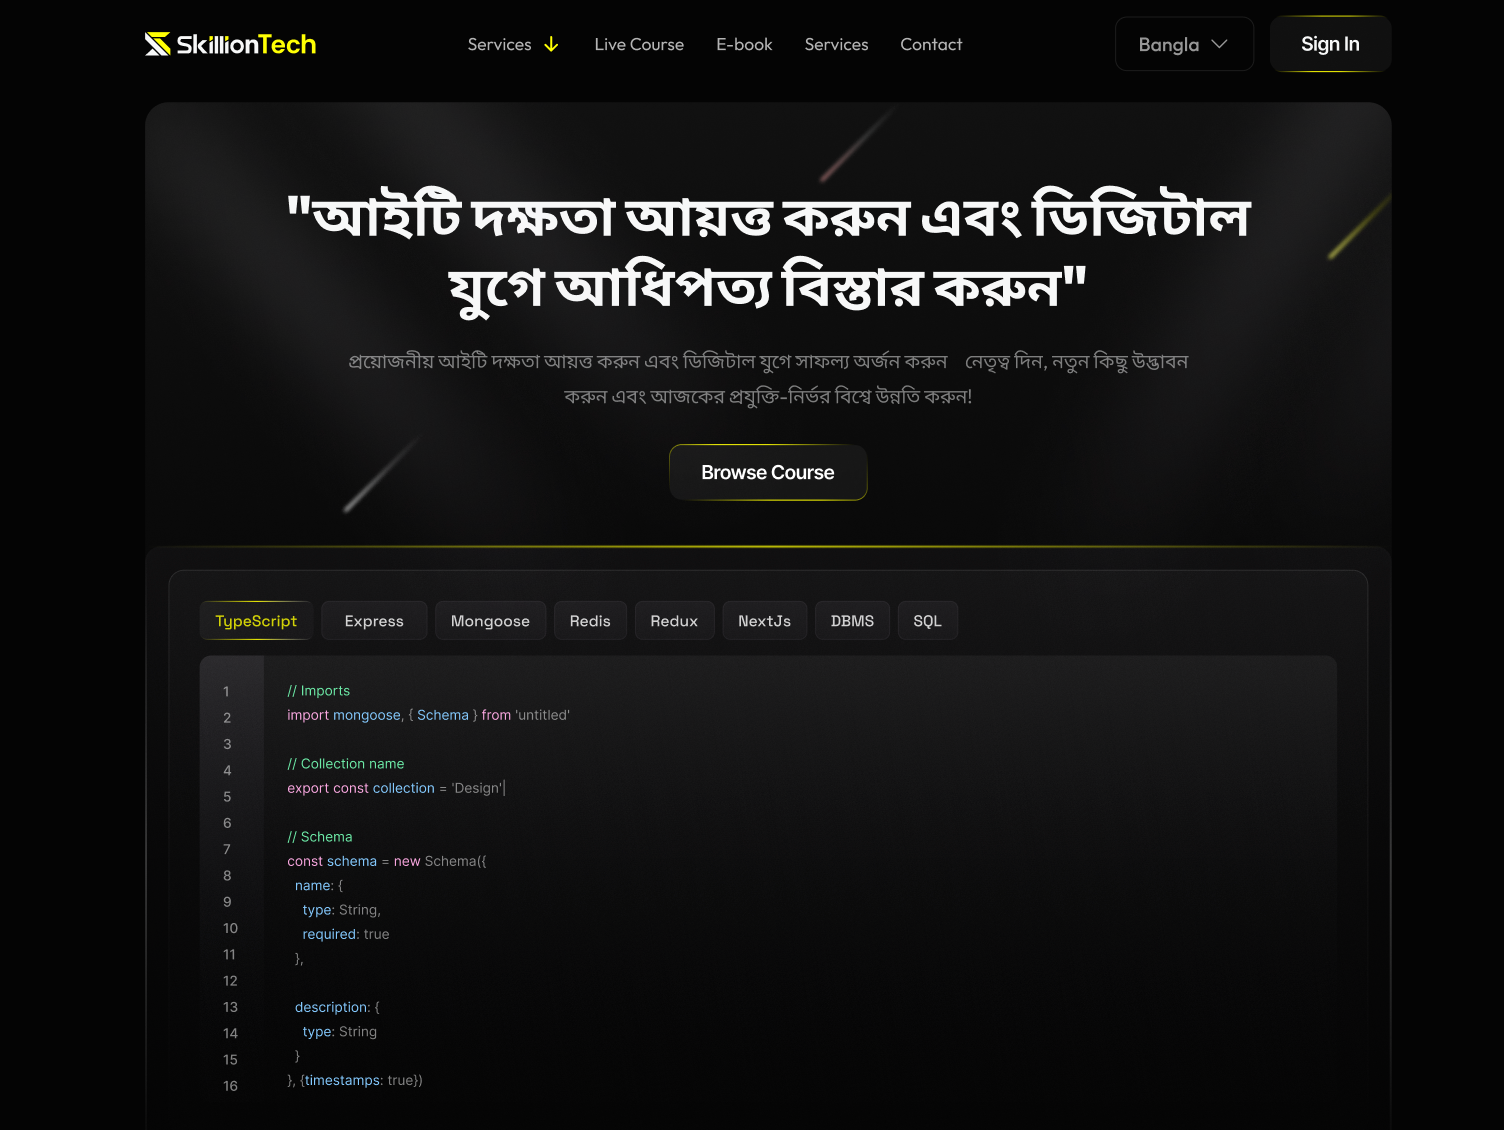 SkillionTech
Services
Live Course
E-book
Services
Contact
Bangla
Sign In
"আইটি দক্ষতা আয়ত্ত করুন এবং ডিজিটাল
যুগে আধিপত্য বিস্তার করুন"
প্রয়োজনীয় আইটি দক্ষতা আয়ত্ত করুন এবং ডিজিটাল যুগে সাফল্য অর্জন করুন নেতৃত্ব দিন, নতুন কিছু উদ্ভাবন
করুন এবং আজকের প্রযুক্তি-নির্ভর বিশ্বে উন্নতি করুন!
Browse Course
TypeScript
Express
Mongoose
Redis
Redux
NextJs
DBMS
SQL
1
2
3
4
5
6
7
8
9
10
11
12
13
14
15
16
// Imports
import mongoose, { Schema } from 'untitled'
// Collection name
export const collection = 'Design'|
// Schema
const schema = new Schema({
name: {
type: String,
required: true
},
description: {
type: String
}
}, {timestamps: true})